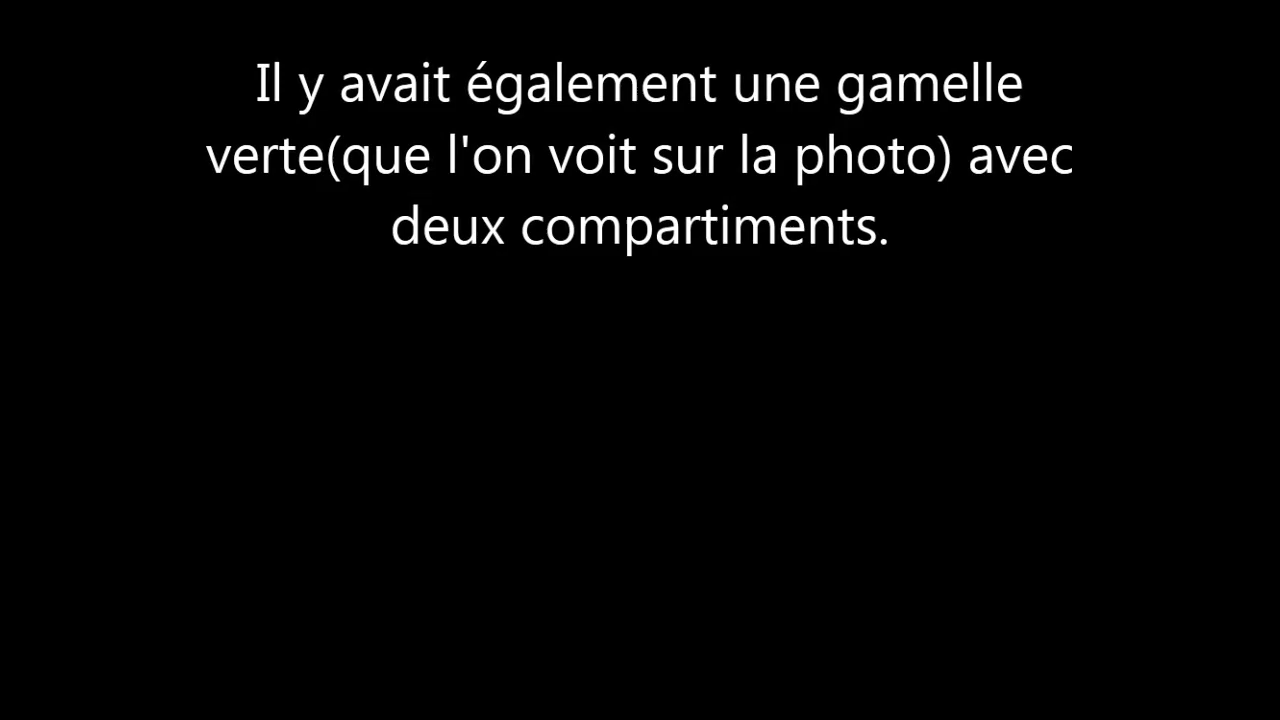 Il y avait également une gamelle
verte(que l'on voit sur la photo) avec
deux compartiments.